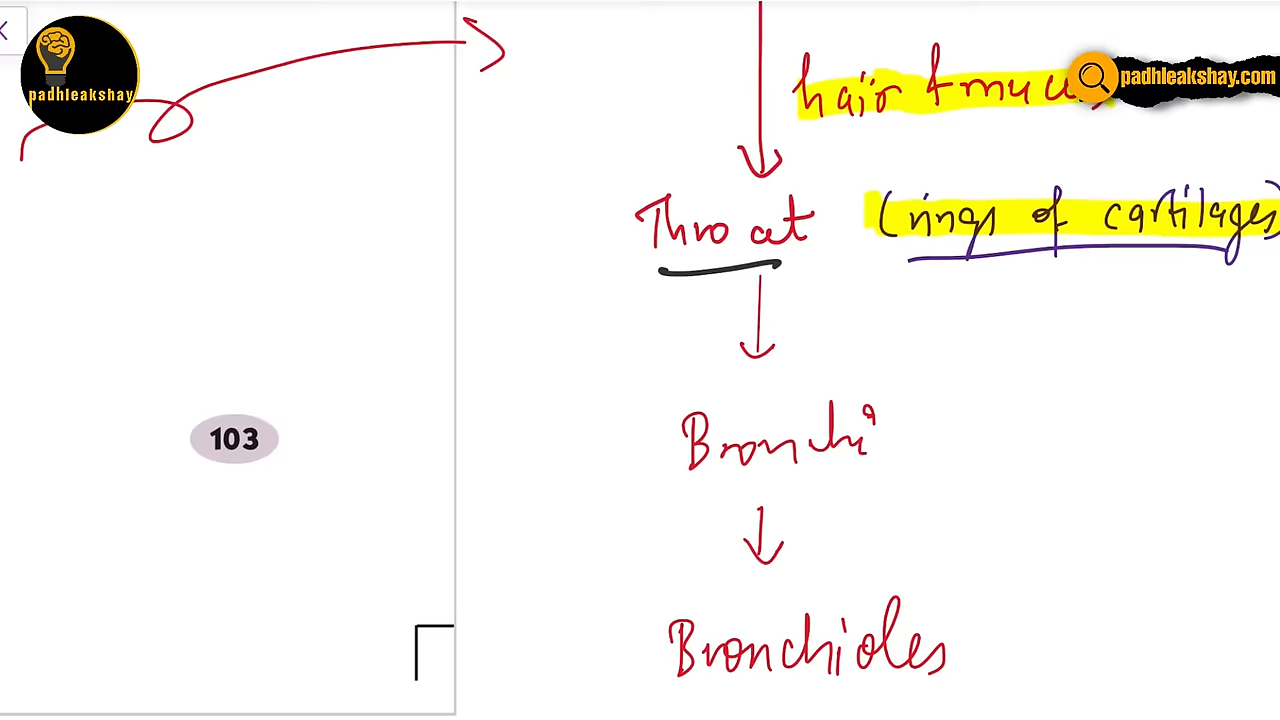 padhleakshay
hair & mucus
padhleakshay.com
Throat (rings of cartilages)
Bronchi
103
Bronchioles